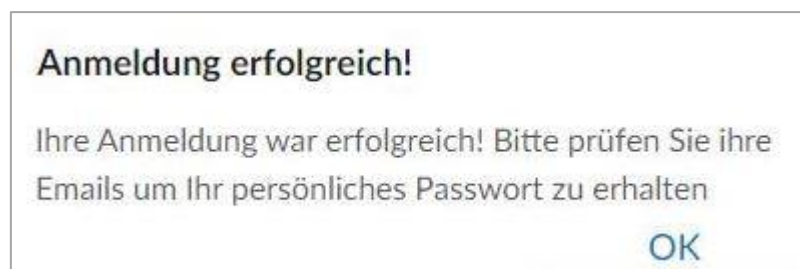 Anmeldung erfolgreich!
Ihre Anmeldung war erfolgreich! Bitte prüfen Sie ihre
Emails um Ihr persönliches Passwort zu erhalten
OK